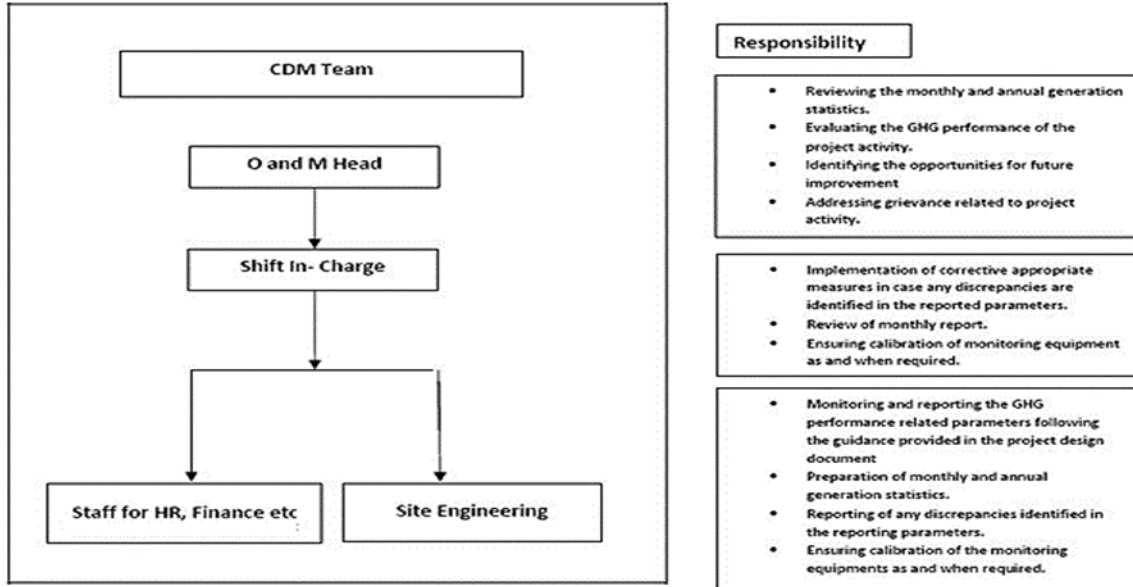 CDM Team
O and M Head
Shift In- Charge
Staff for HR, Finance etc
Site Engineering
Responsibility
• Reviewing the monthly and annual generation
statistics.
• Evaluating the GHG performance of the
project activity.
• Identifying the opportunities for future
improvement
• Addressing grievance related to project
activity.
• Implementation of corrective appropriate
measures in case any discrepancies are
identified in the reported parameters.
• Review of monthly report.
• Ensuring calibration of monitoring equipment
as and when required.
• Monitoring and reporting the GHG
performance related parameters following
the guidance provided in the project design
document
• Preparation of monthly and annual
generation statistics.
• Reporting of any discrepancies identified in
the reporting parameters.
• Ensuring calibration of the monitoring
equipments as and when required.